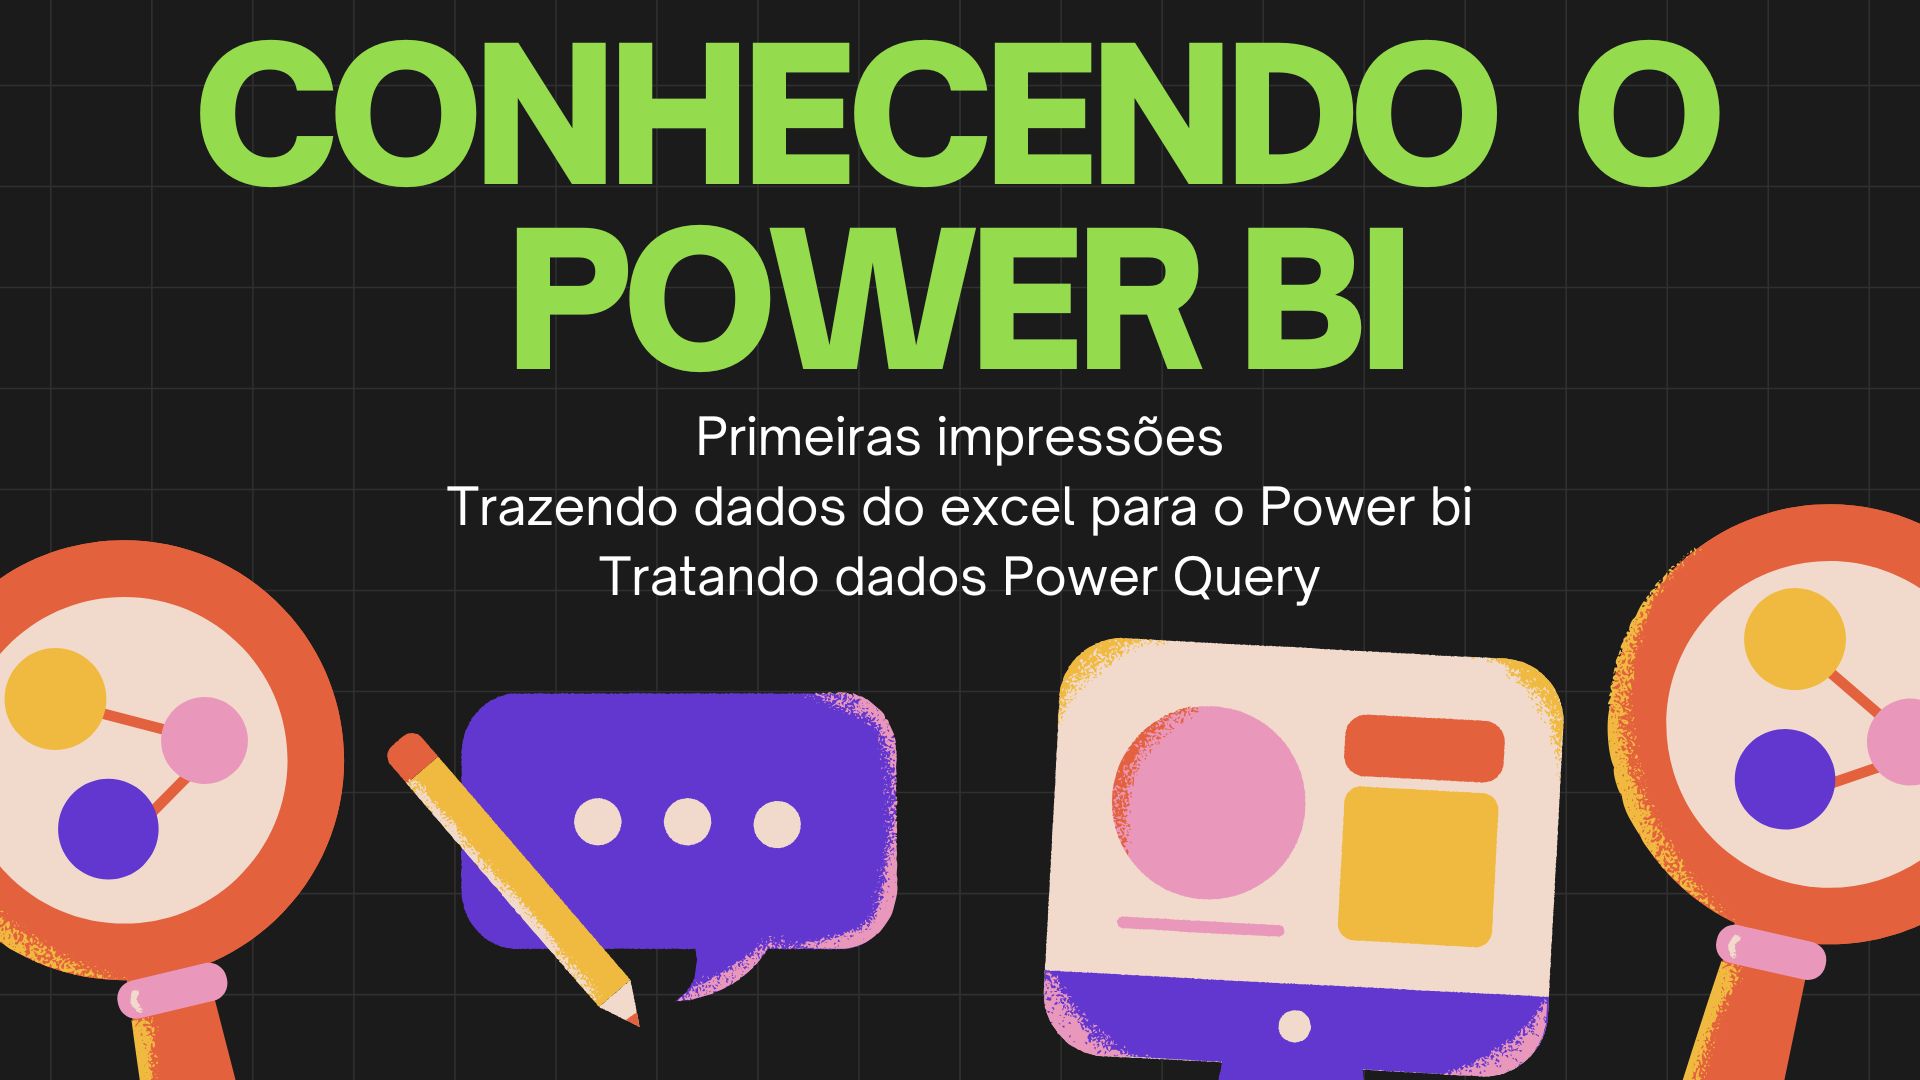 CONHECENDO O
POWER BI
Primeiras impressões
Trazendo dados do excel para o Power bi
Tratando dados Power Query